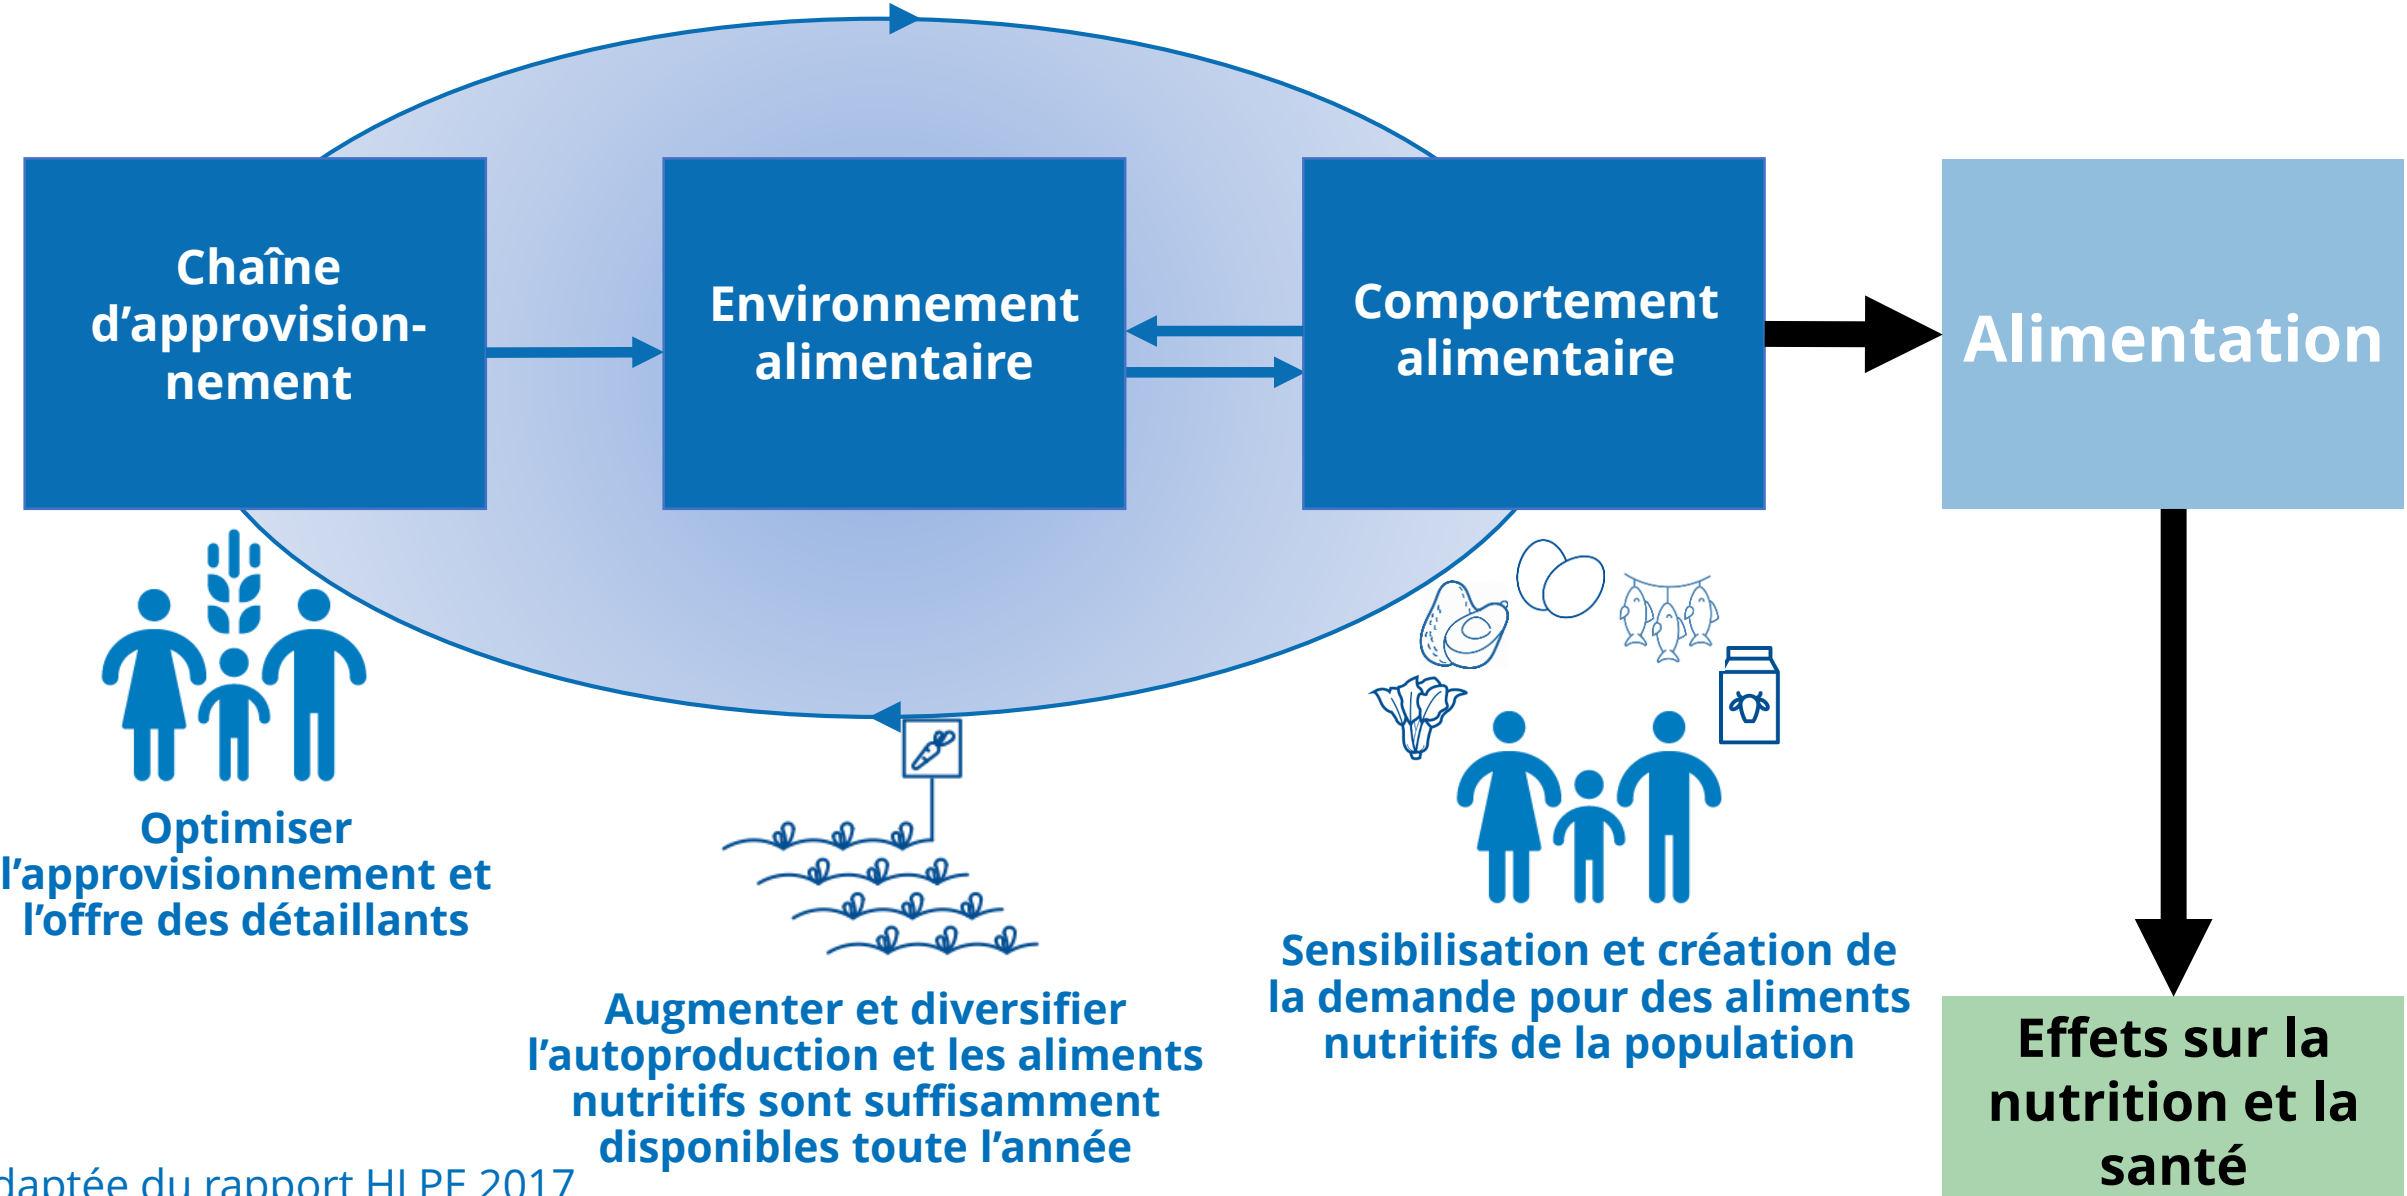 Chaîne
d’approvision-
nement
Environnement
alimentaire
Comportement
alimentaire
Alimentation
Optimiser
l’approvisionnement et
l’offre des détaillants
Augmenter et diversifier
l’autoproduction et les aliments
nutritifs sont suffisamment
disponibles toute l’année
Sensibilisation et création de
la demande pour des aliments
nutritifs de la population
Effets sur la
nutrition et la
santé
du rapport HLPE 2017